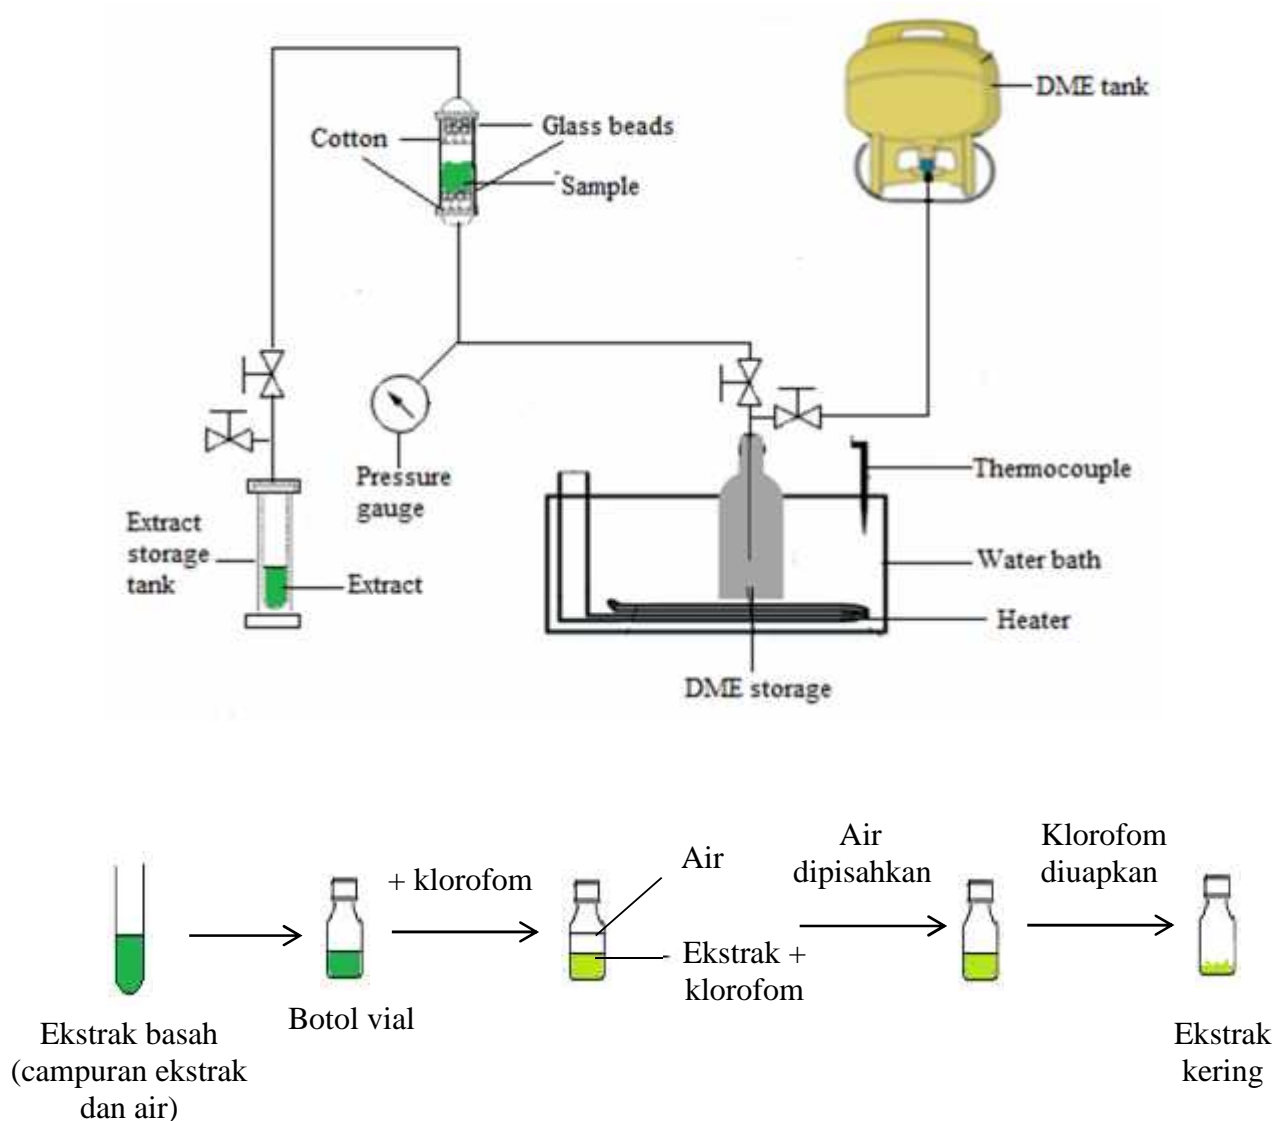 DME tank
Glass beads
Cotton
Sample
Pressure
gauge
Thermocouple
Extract
storage
tank
Extract
Water bath
Heater
DME storage
+ klorofom
Air
Air
dipisahkan
Klorofom
diuapkan
Ekstrak +
klorofom
Botol vial
Ekstrak basah
(campuran ekstrak
dan air)
Ekstrak
kering